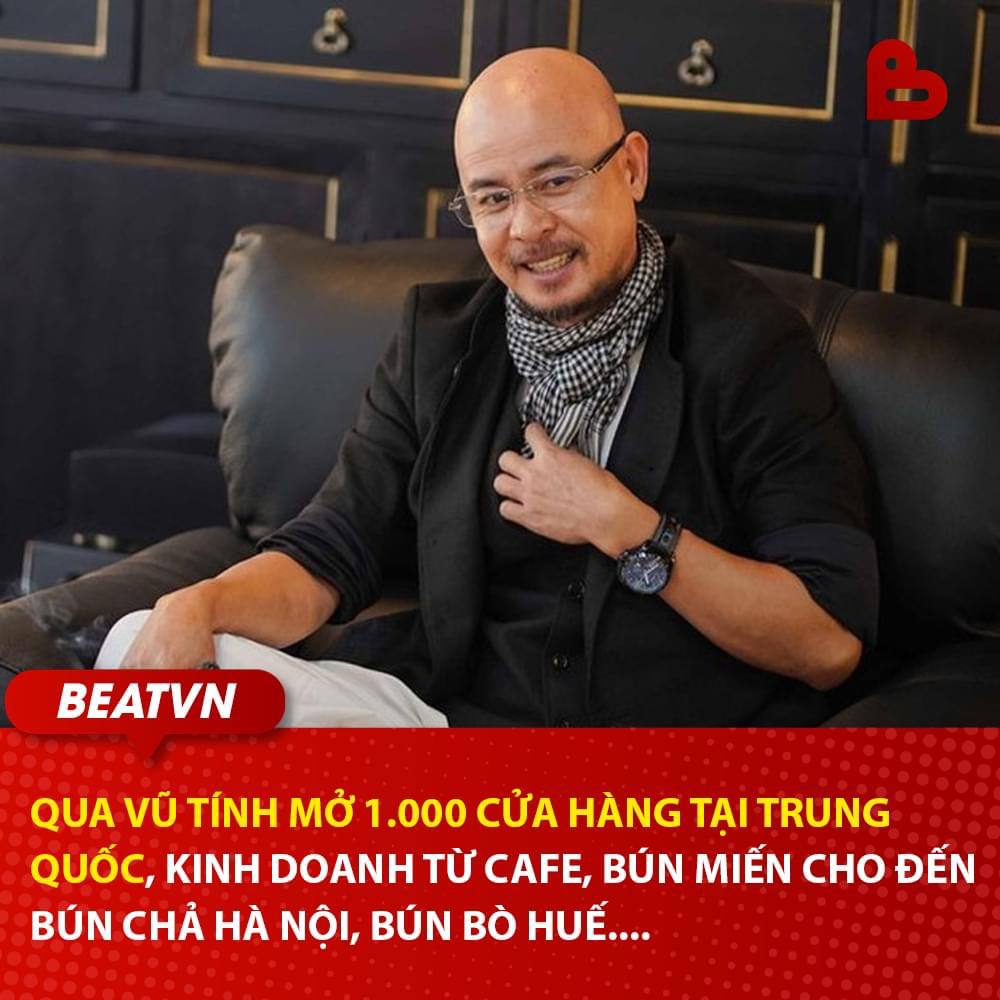 BEATVN
QUA VŨ TÍNH MỞ 1.000 CỬA HÀNG TẠI TRUNG
QUỐC, KINH DOANH TỪ CAFE, BÚN MIẾN CHO ĐẾN
BÚN CHẢ HÀ NỘI, BÚN BÒ HUẾ....